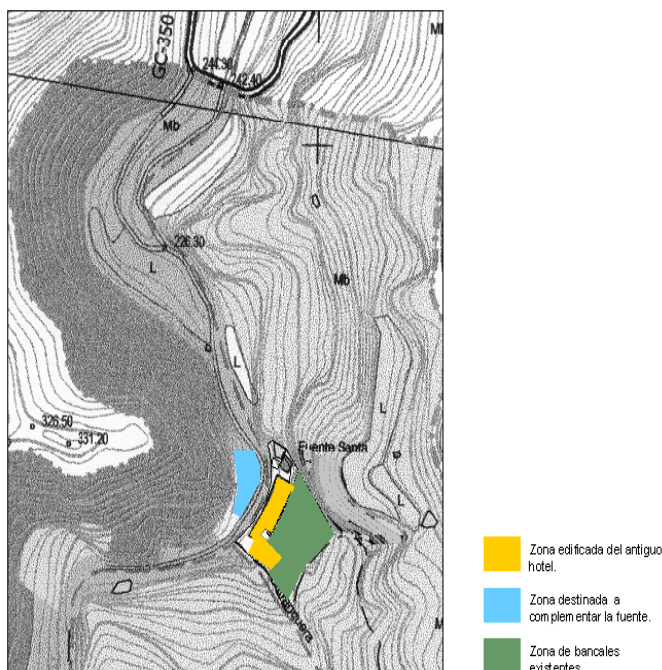 GC-350
Mb
244.30
242.40
Mb
226.30
L
Mb
L
L
326.50
331.20
Fuente Santa
L
Zona edificada del antiguo
hotel.
Zona destinada a
complementar la fuente.
Zona de bancales
existentes